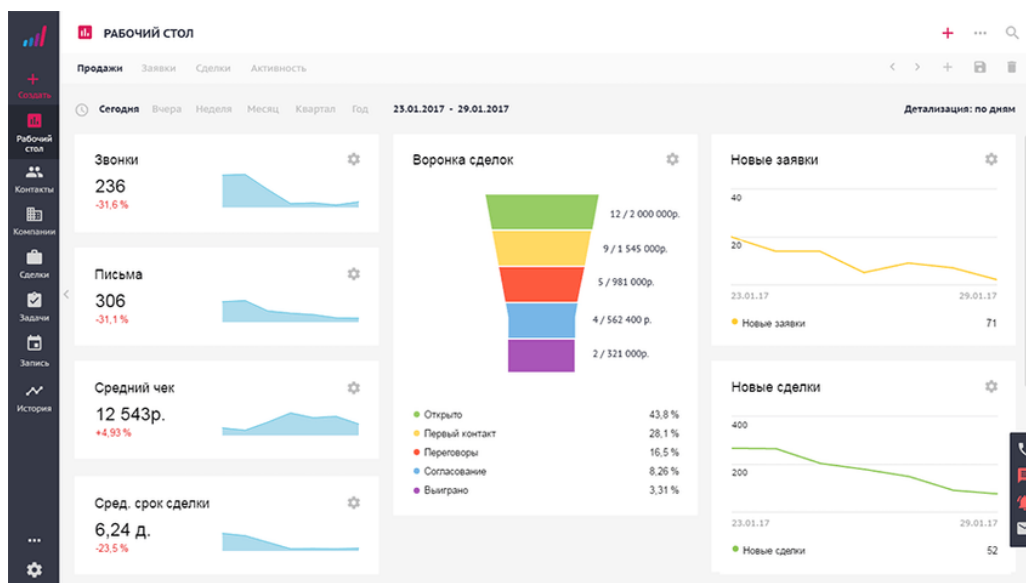 РАБОЧИЙ СТОЛ
Создать
Рабочий
стол
Контакты
Компании
Сделки
Задачи
Запись
История
Продажи Заявки Сделки Активность
Сегодня Вчера Неделя Месяц Квартал Год 23.01.2017 - 29.01.2017 Детализация: по дням
Звонки
236
-31,6 %
Письма
306
-31,1 %
Средний чек
12 543р.
+4,93 %
Сред. срок сделки
6,24 д.
-23,5 %
Воронка сделок
12 / 2 000 000р.
9 / 1 545 000р.
5 / 981 000р.
4 / 562 400 р.
2 / 321 000р.
Открыто 43,8 %
Первый контакт 28,1 %
Переговоры 16,5 %
Согласование 8,26 %
Выиграно 3,31 %
Новые заявки
40
20
23.01.17 29.01.17
Новые заявки 71
Новые сделки
400
200
23.01.17 29.01.17
Новые сделки 52